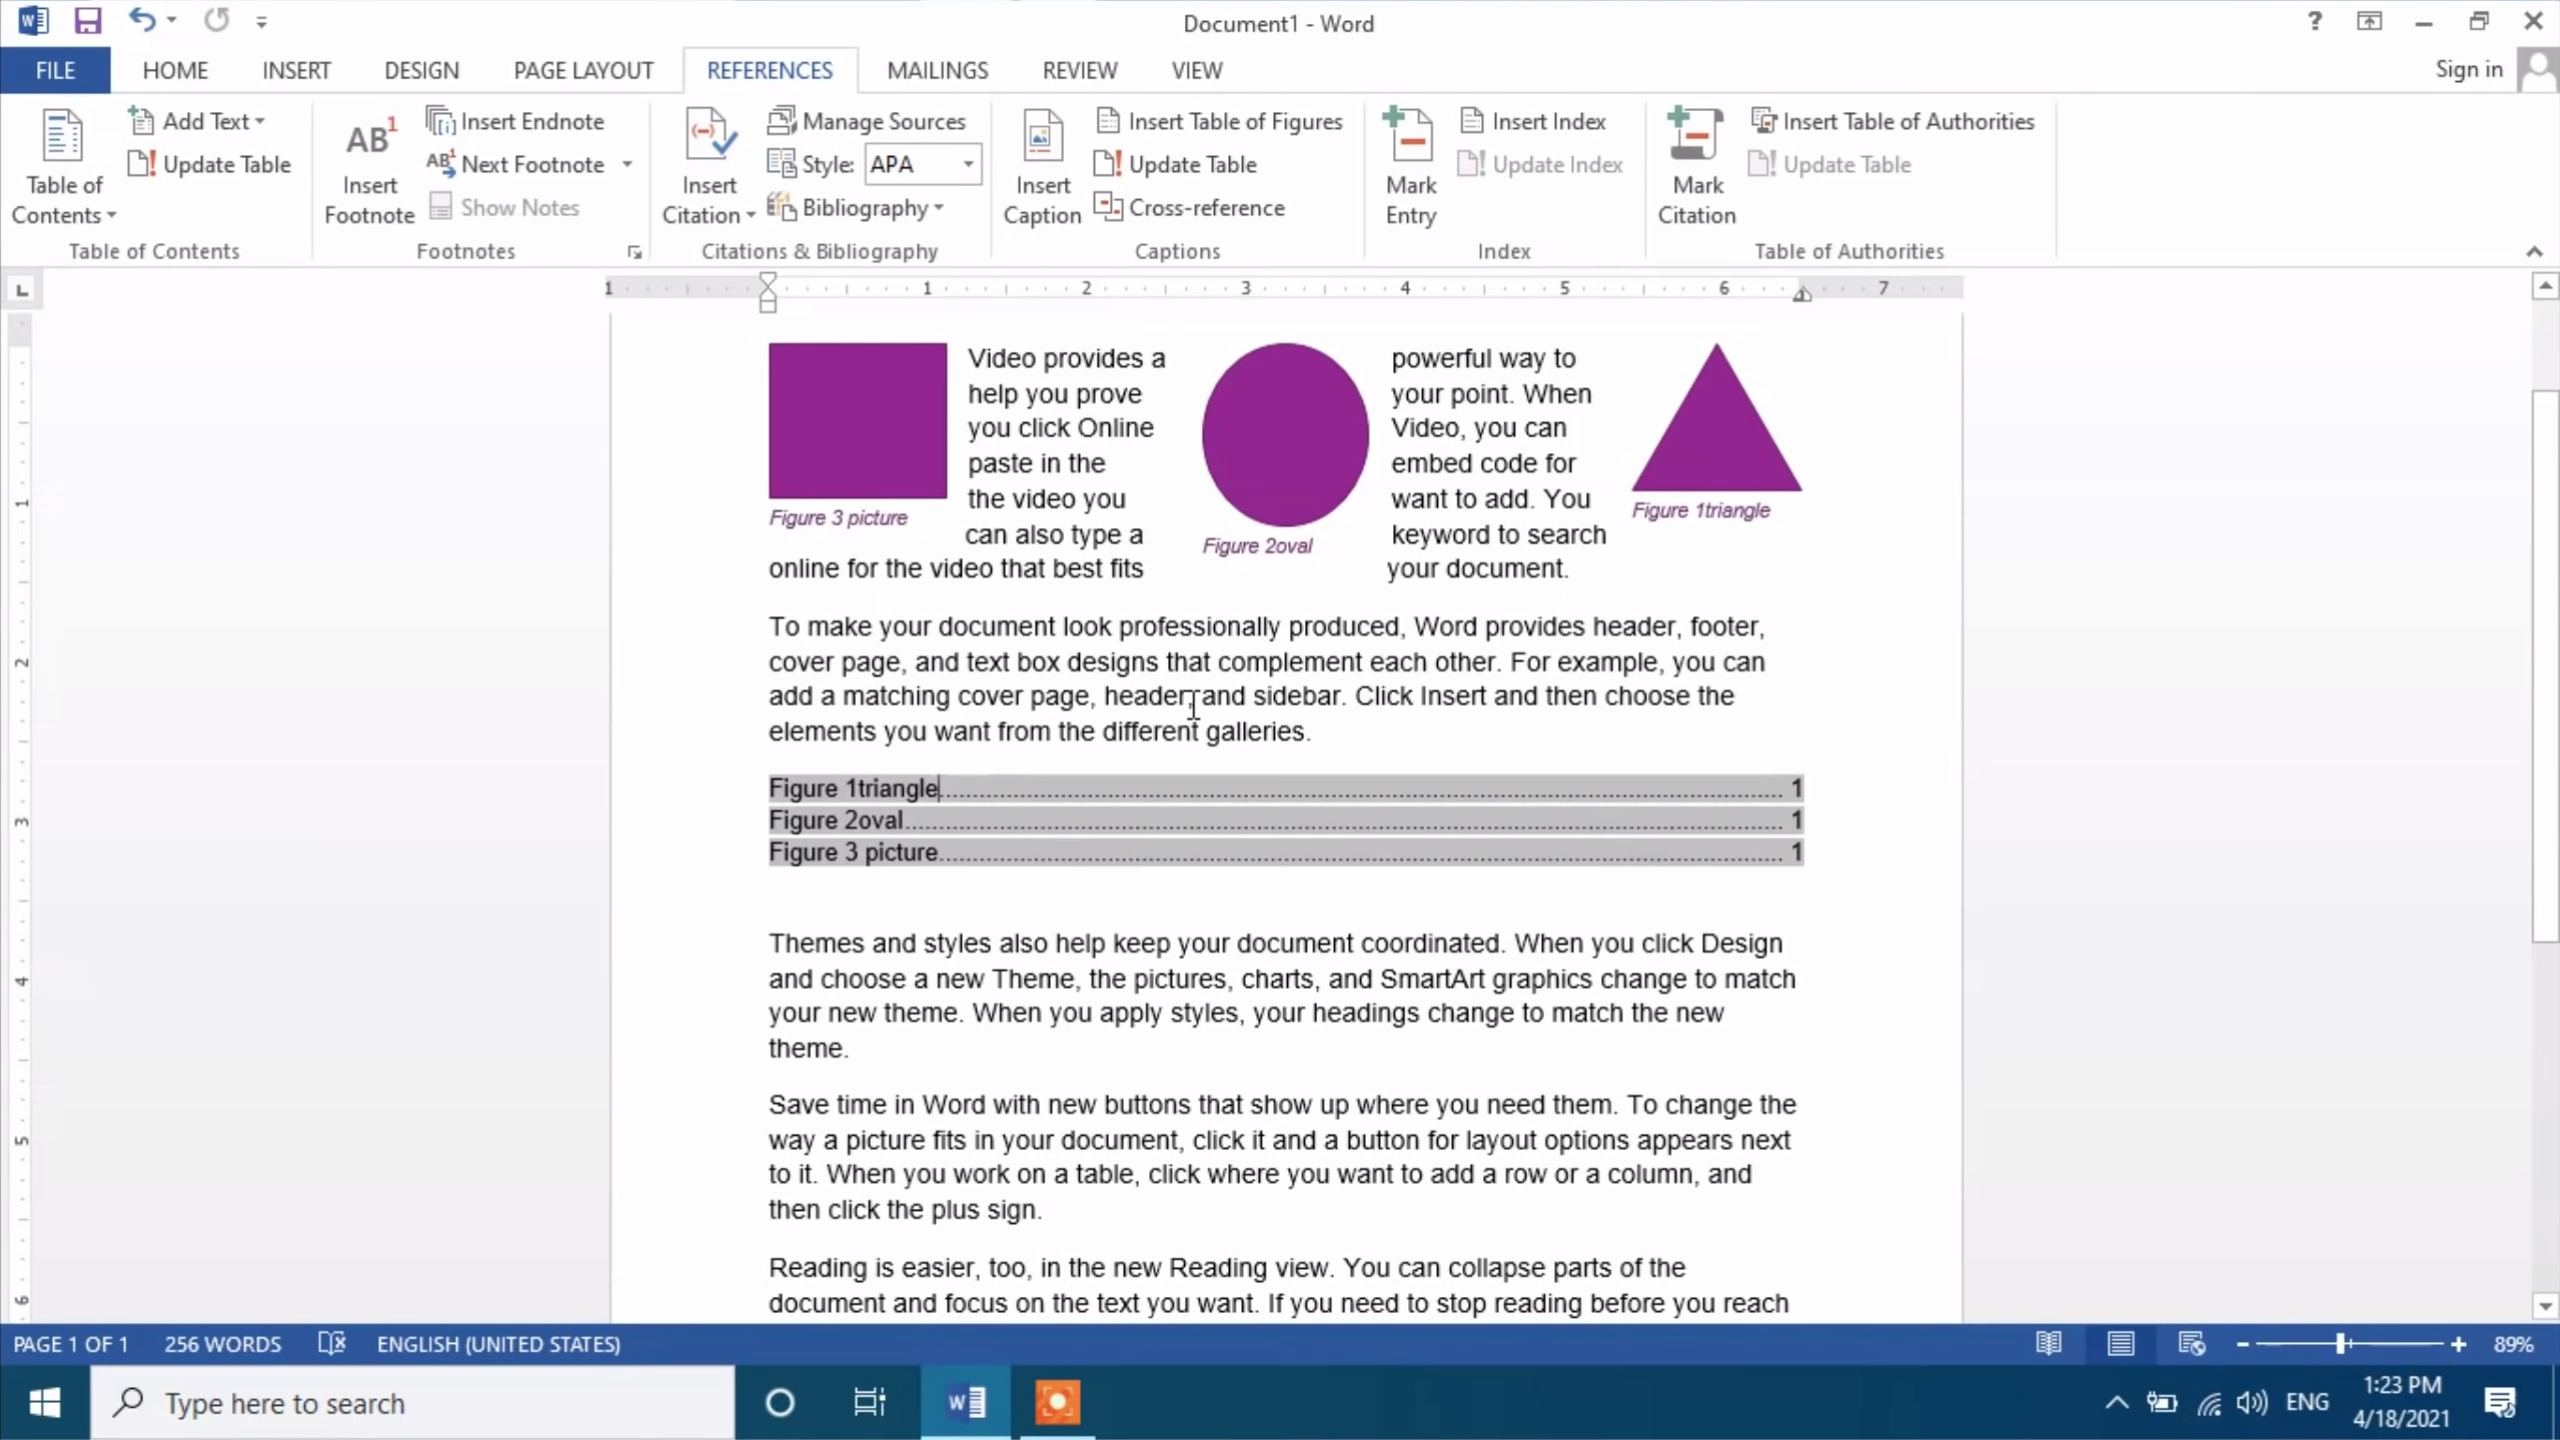 Document1 - Word
Sign in
FILE HOME INSERT DESIGN PAGE LAYOUT REFERENCES MAILINGS REVIEW VIEW
Table of Contents
Add Text
Update Table
Table of Contents
AB1
Insert Footnote
Insert Endnote
Next Footnote
Show Notes
Footnotes
Insert Citation
Manage Sources
Style: APA
Bibliography
Citations & Bibliography
Insert Caption
Insert Table of Figures
Update Table
Cross-reference
Captions
Mark Entry
Insert Index
Update Index
Index
Mark Citation
Insert Table of Authorities
Update Table
Table of Authorities
1 1 2 3 4 5 6 7
1
2
3
4
5
6
Video provides a powerful way to
help you prove your point. When
you click Online Video, you can
paste in the embed code for
the video you want to add. You
can also type a keyword to search
online for the video that best fits your document.
Figure 3 picture
Figure 2oval
Figure 1triangle
To make your document look professionally produced, Word provides header, footer,
cover page, and text box designs that complement each other. For example, you can
add a matching cover page, header, and sidebar. Click Insert and then choose the
elements you want from the different galleries.
Figure 1triangle........................................ 1
Figure 2oval........................................ 1
Figure 3 picture........................................ 1
Themes and styles also help keep your document coordinated. When you click Design
and choose a new Theme, the pictures, charts, and SmartArt graphics change to match
your new theme. When you apply styles, your headings change to match the new
theme.
Save time in Word with new buttons that show up where you need them. To change the
way a picture fits in your document, click it and a button for layout options appears next
to it. When you work on a table, click where you want to add a row or a column, and
then click the plus sign.
Reading is easier, too, in the new Reading view. You can collapse parts of the
document and focus on the text you want. If you need to stop reading before you reach
PAGE 1 OF 1 256 WORDS ENGLISH (UNITED STATES) 89%
Type here to search
ENG
1:23 PM
4/18/2021